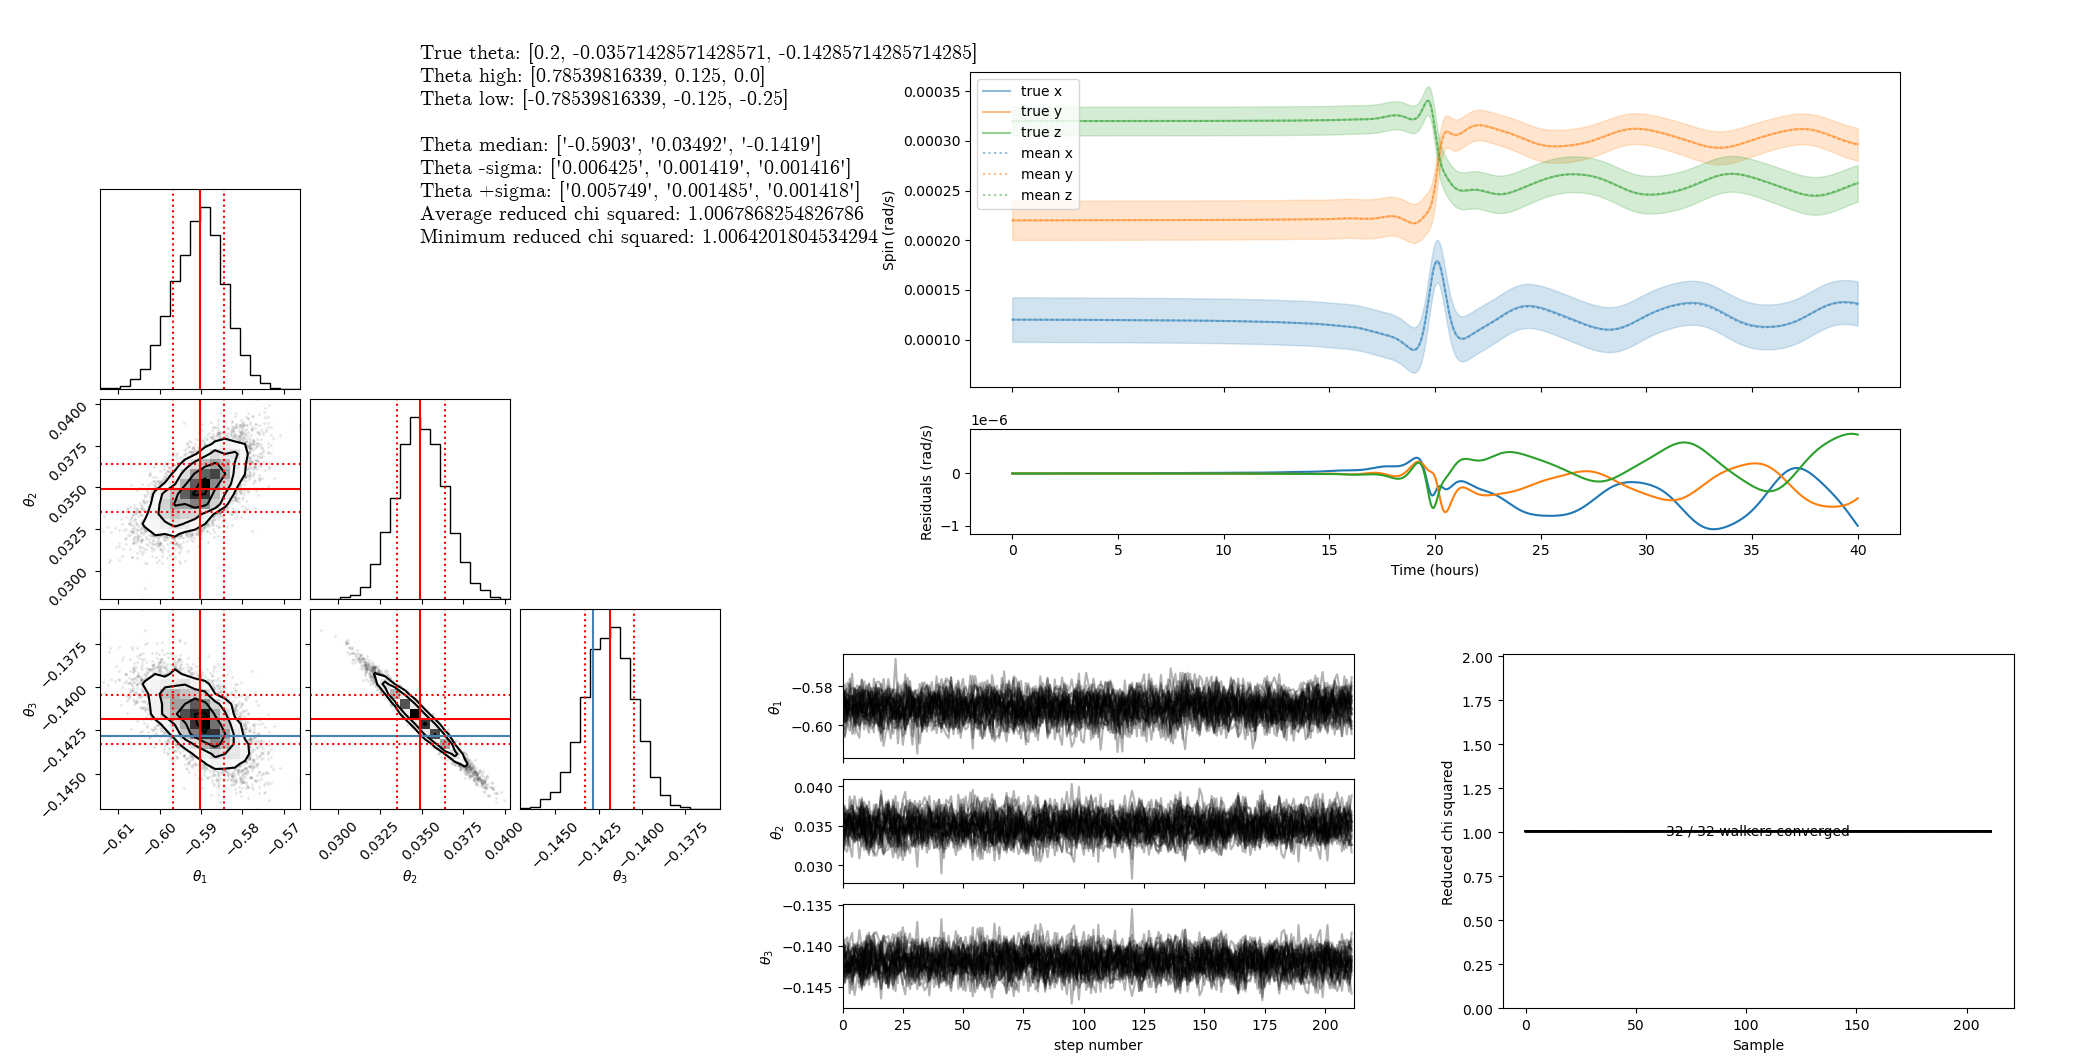 True theta: [0.2, -0.03571428571428571, -0.14285714285714285]
Theta high: [0.78539816339, 0.125, 0.0]
Theta low: [-0.78539816339, -0.125, -0.25]
Theta median: ['-0.5903', '0.03492', '-0.1419']
Theta -sigma: ['0.006425', '0.001419', '0.001416']
Theta +sigma: ['0.005749', '0.001485', '0.001418']
Average reduced chi squared: 1.0067868254826786
Minimum reduced chi squared: 1.0064201804534294
θ2
0.0400
0.0375
0.0350
0.0325
0.0300
θ3
−0.1375
−0.1400
−0.1425
−0.1450
−0.61
−0.60
−0.59
−0.58
−0.57
θ1
0.0300
0.0325
0.0350
0.0375
0.0400
θ2
−0.1450
−0.1425
−0.1400
−0.1375
θ3
Spin (rad/s)
0.00035
0.00030
0.00025
0.00020
0.00015
0.00010
true x
true y
true z
mean x
mean y
mean z
1e−6
Residuals (rad/s)
0
−1
0
5
10
15
20
25
30
35
40
Time (hours)
θ1
−0.58
−0.60
θ2
0.040
0.035
0.030
θ3
−0.135
−0.140
−0.145
0
25
50
75
100
125
150
175
200
step number
Reduced chi squared
2.00
1.75
1.50
1.25
1.00
0.75
0.50
0.25
0.00
32 / 32 walkers converged
0
50
100
150
200
Sample